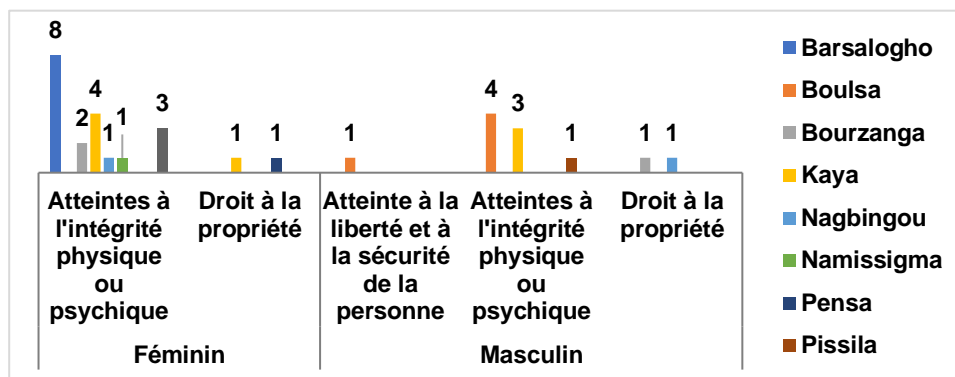 8
2
4
1
1
3
1
1
1
4
3
1
1
1
Atteintes à
l'intégrité
physique
ou
psychique
Droit à la
propriété
Atteinte à la
liberté et à
la sécurité
de la
personne
Atteintes à
l'intégrité
physique
ou
psychique
Droit à la
propriété
Féminin
Masculin
Barsalogho
Boulsa
Bourzanga
Kaya
Nagbingou
Namissigma
Pensa
Pissila